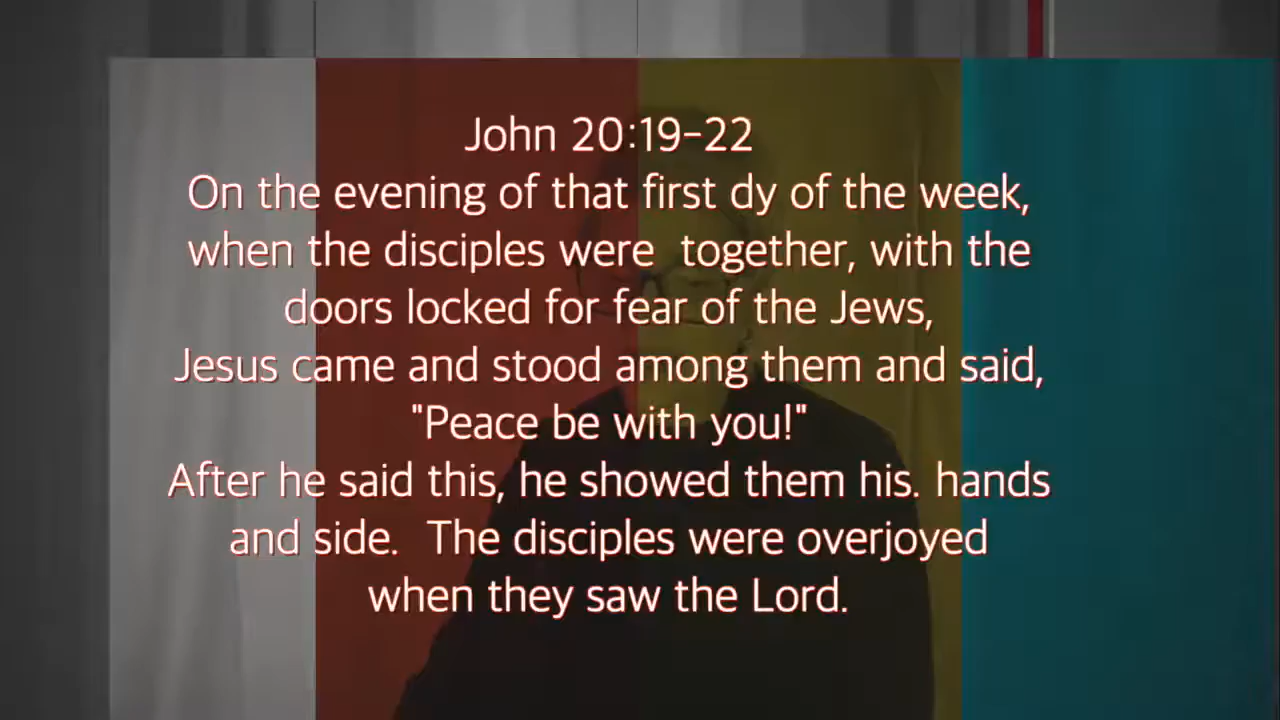 John 20:19-22
On the evening of that first dy of the week,
when the disciples were  together, with the
doors locked for fear of the Jews,
Jesus came and stood among them and said,
"Peace be with you!"
After he said this, he showed them his. hands
and side.  The disciples were overjoyed
when they saw the Lord.